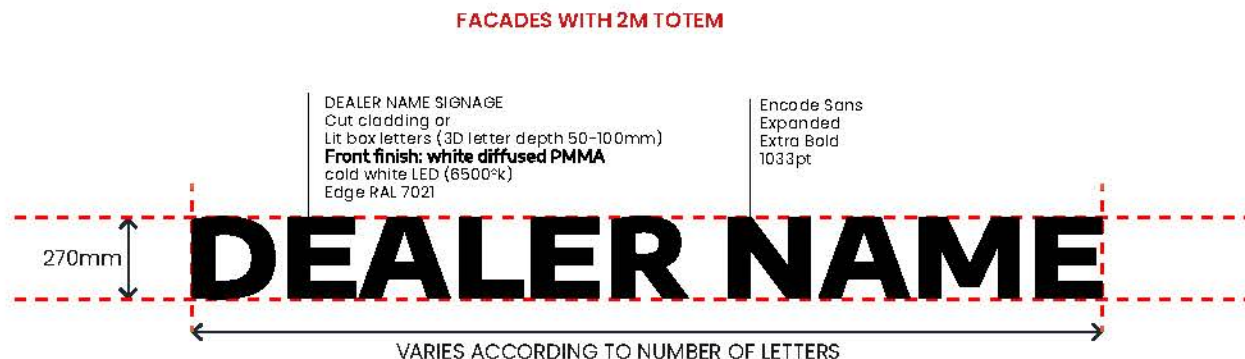 FACADES WITH 2M TOTEM
DEALER NAME SIGNAGE
Cut cladding or
Lit box letters (3D letter depth 50-100mm)
Front finish: white diffused PMMA
cold white LED (6500°k)
Edge RAL 7021
Encode Sans
Expanded
Extra Bold
1033pt
270mm
DEALER NAME
VARIES ACCORDING TO NUMBER OF LETTERS